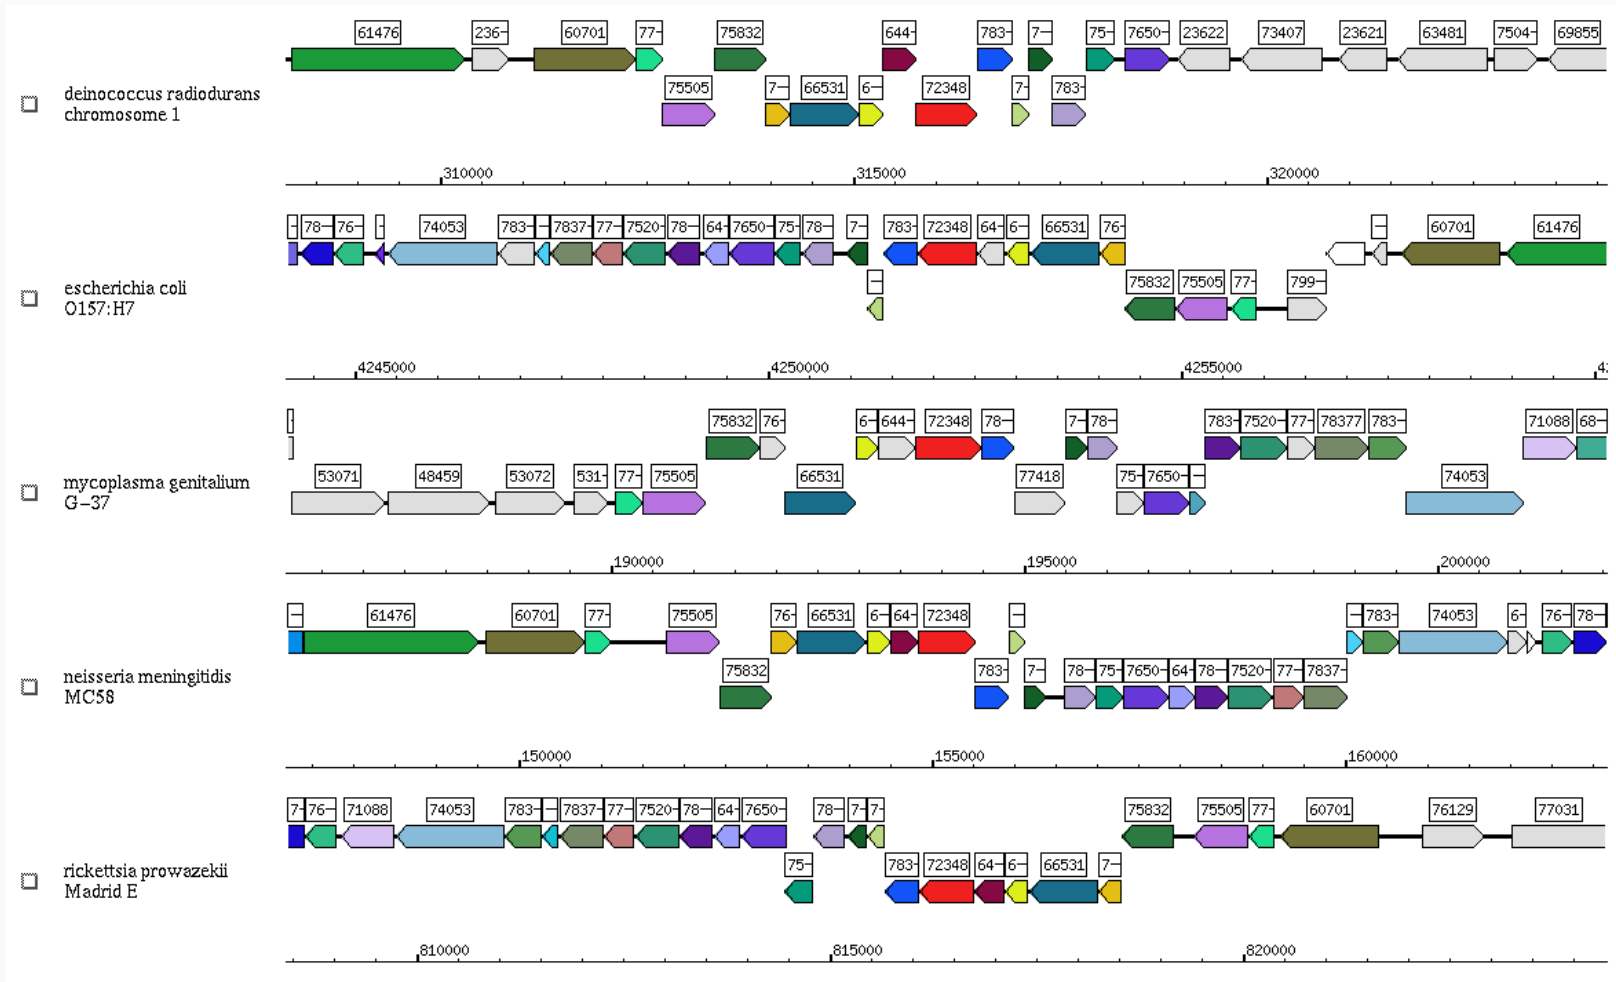 61476 236- 60701 77- 75832 644- 783- 7- 75- 7650- 23622 73407 23621 63481 7504- 69855
75505 7- 66531 6- 72348 7- 783-
deinococcus radiodurans
chromosome 1
310000 315000 320000
78- 76- 74053 783- 7837- 77- 7520- 78- 64- 7650- 75- 78- 7- 783- 72348 64- 6- 66531 76- 60701 61476
75832 75505 77- 799-
escherichia coli
O157:H7
4245000 4250000 4255000
75832 76- 6- 644- 72348 78- 7- 78- 783- 7520- 77- 78377 783- 71088 68-
53071 48459 53072 531- 77- 75505 66531 77418 75- 7650- 74053
mycoplasma genitalium
G-37
190000 195000 200000
61476 60701 77- 75505 76- 66531 6- 64- 72348 783- 74053 6- 76- 78-
75832 783- 7- 78- 75- 7650- 64- 78- 7520- 77- 7837-
neisseria meningitidis
MC58
150000 155000 160000
7- 76- 71088 74053 783- 7837- 77- 7520- 78- 64- 7650- 78- 7- 7- 75832 75505 77- 60701 76129 77031
75- 783- 72348 64- 6- 66531 7-
rickettsia prowazekii
Madrid E
810000 815000 820000